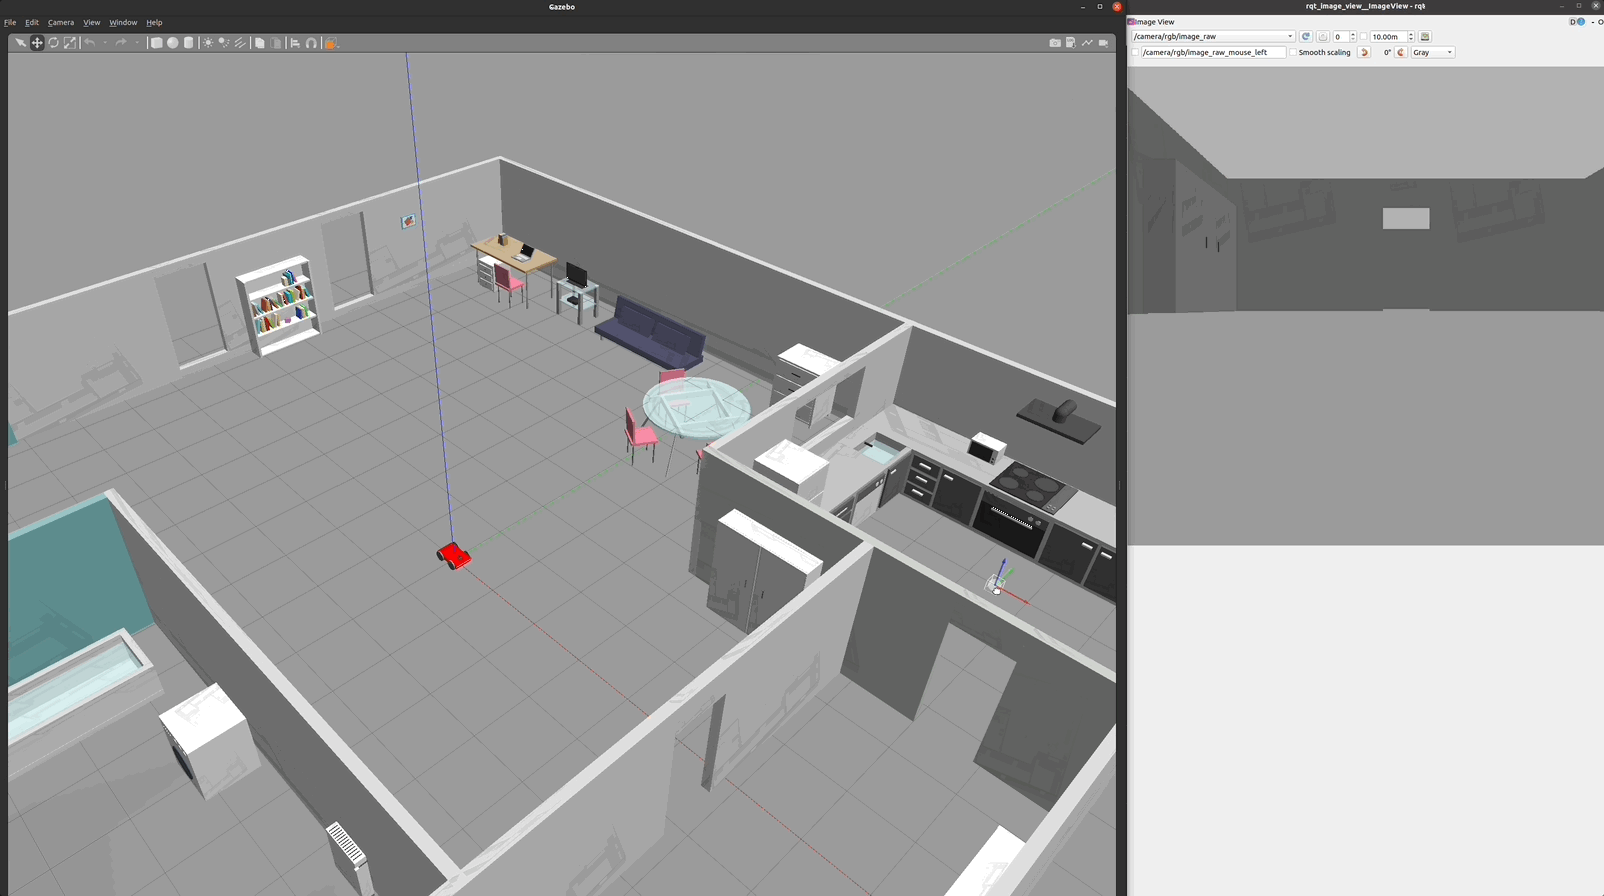 Gazebo
File Edit Camera View Window Help
rqt_image_view__ImageView - rqt
Image View
D
- O
/camera/rgb/image_raw
0
10.00m
/camera/rgb/image_raw_mouse_left
Smooth scaling
0°
Gray